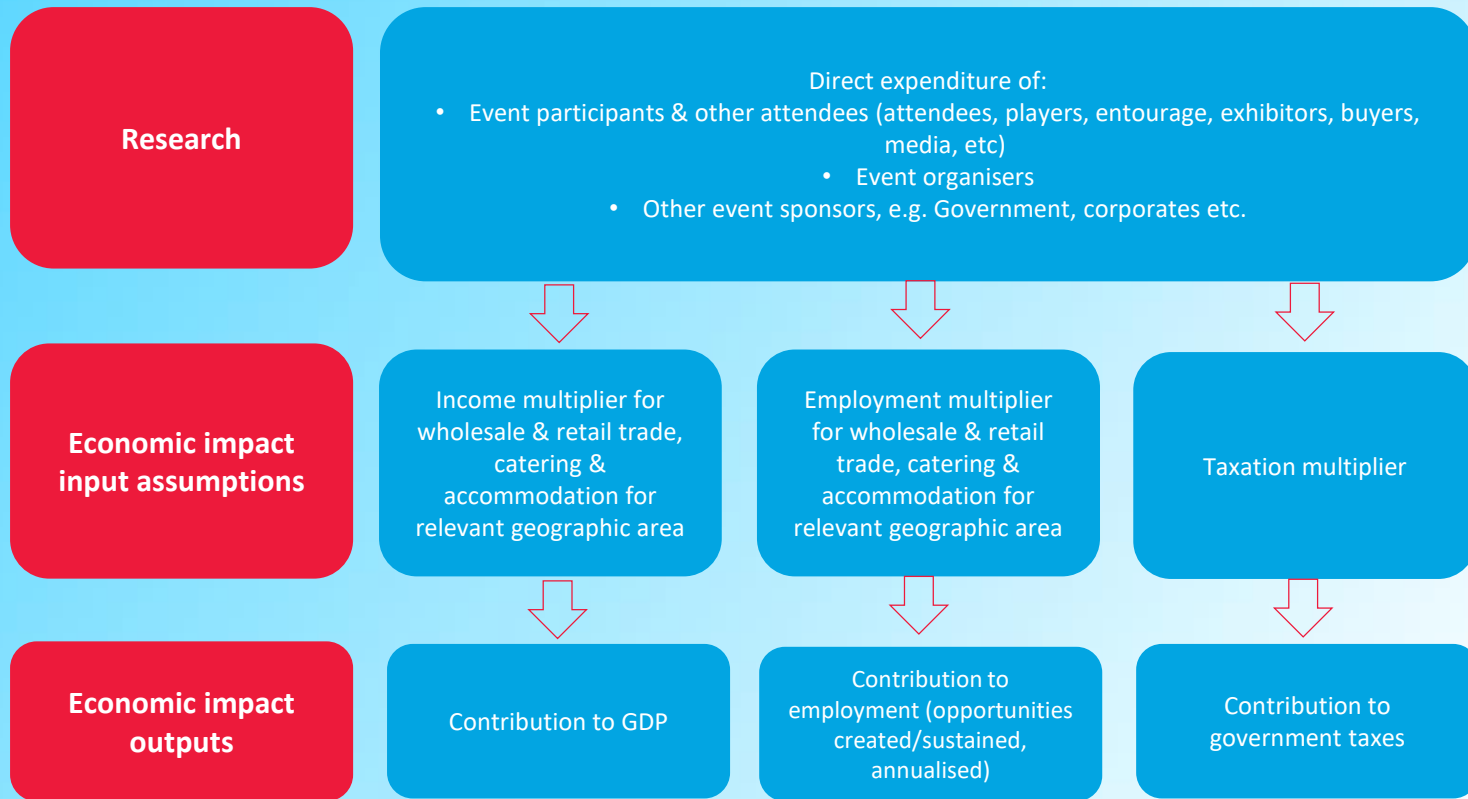 Research
Direct expenditure of:
• Event participants & other attendees (attendees, players, entourage, exhibitors, buyers,
media, etc)
• Event organisers
• Other event sponsors, e.g. Government, corporates etc.
Economic impact
input assumptions
Income multiplier for
wholesale & retail trade,
catering &
accommodation for
relevant geographic area
Employment multiplier
for wholesale & retail
trade, catering &
accommodation for
relevant geographic area
Taxation multiplier
Economic impact
outputs
Contribution to GDP
Contribution to
employment (opportunities
created/sustained,
annualised)
Contribution to
government taxes